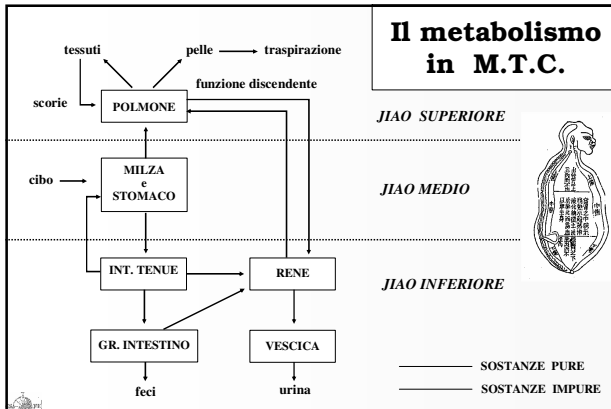 Il metabolismo
in M.T.C.
tessuti
pelle
traspirazione
funzione discendente
scorie
POLMONE
JIAO SUPERIORE
cibo
MILZA
e
STOMACO
JIAO MEDIO
INT. TENUE
RENE
JIAO INFERIORE
GR. INTESTINO
VESCICA
feci
urina
SOSTANZE PURE
SOSTANZE IMPURE